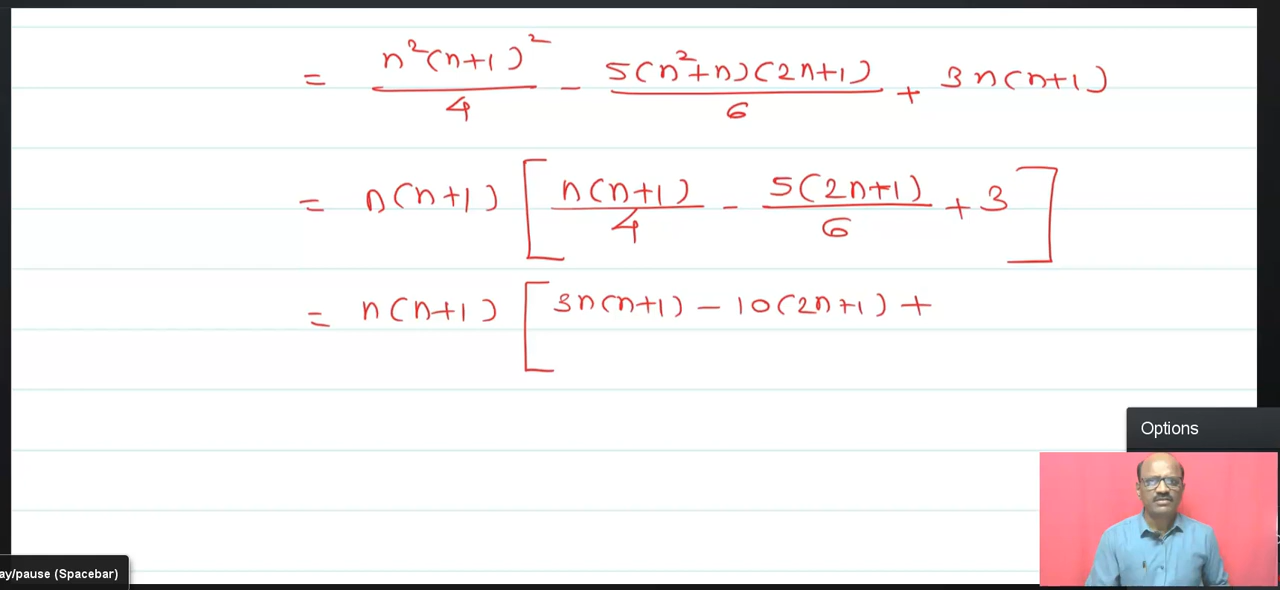 = n²(n+1)²/4 - 5(n²+n)(2n+1)/6 + 3n(n+1)
= n(n+1) [ n(n+1)/4 - 5(2n+1)/6 + 3 ]
= n(n+1) [ 3n(n+1) - 10(2n+1) +
Options
ay/pause (Spacebar)